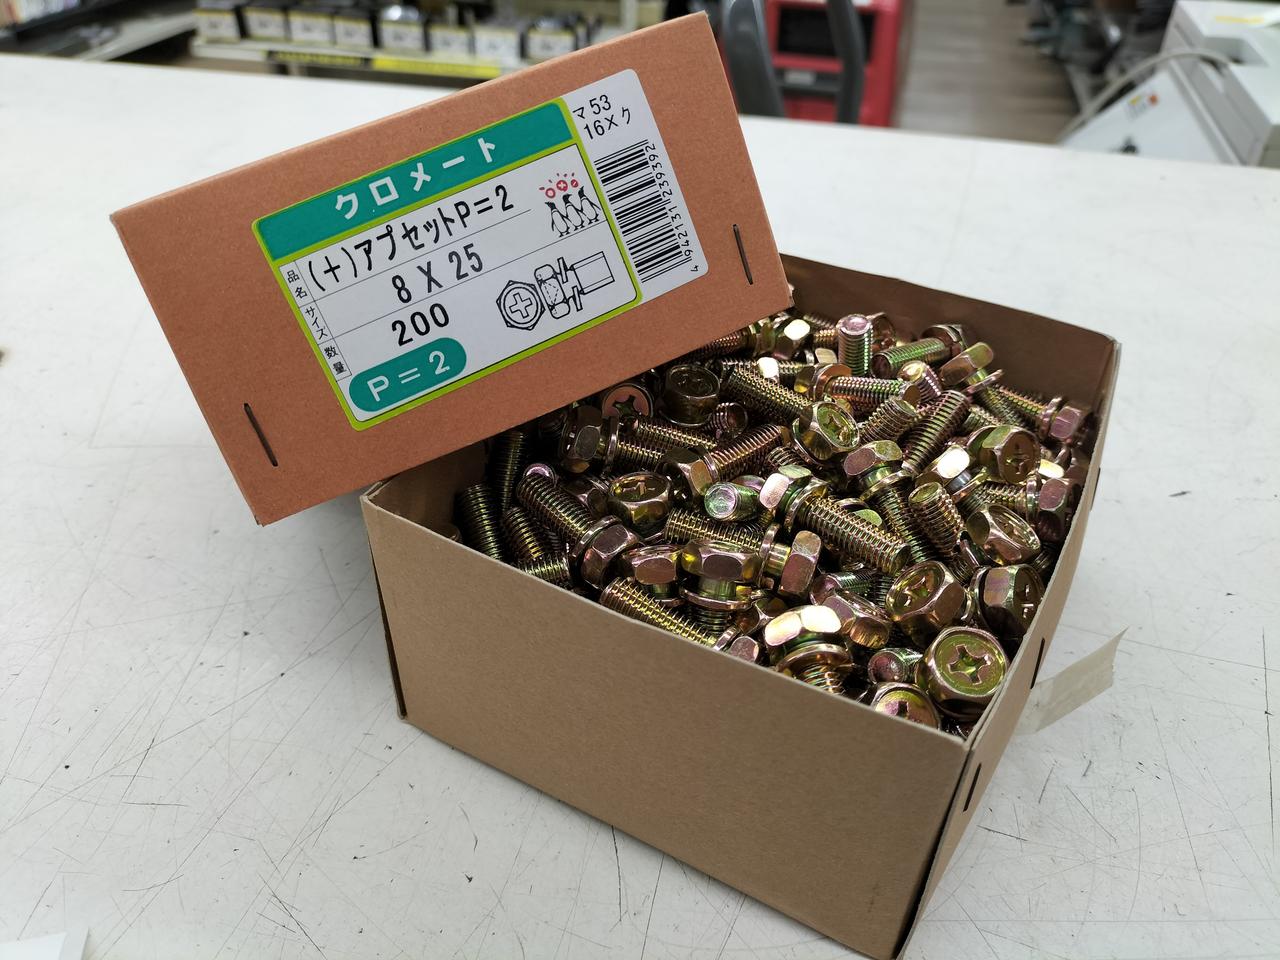 クロメート
品名 (+)アプセットP=2
サイズ 8 X 25
数量 200
P = 2
マ53
16×ク
4942131239392